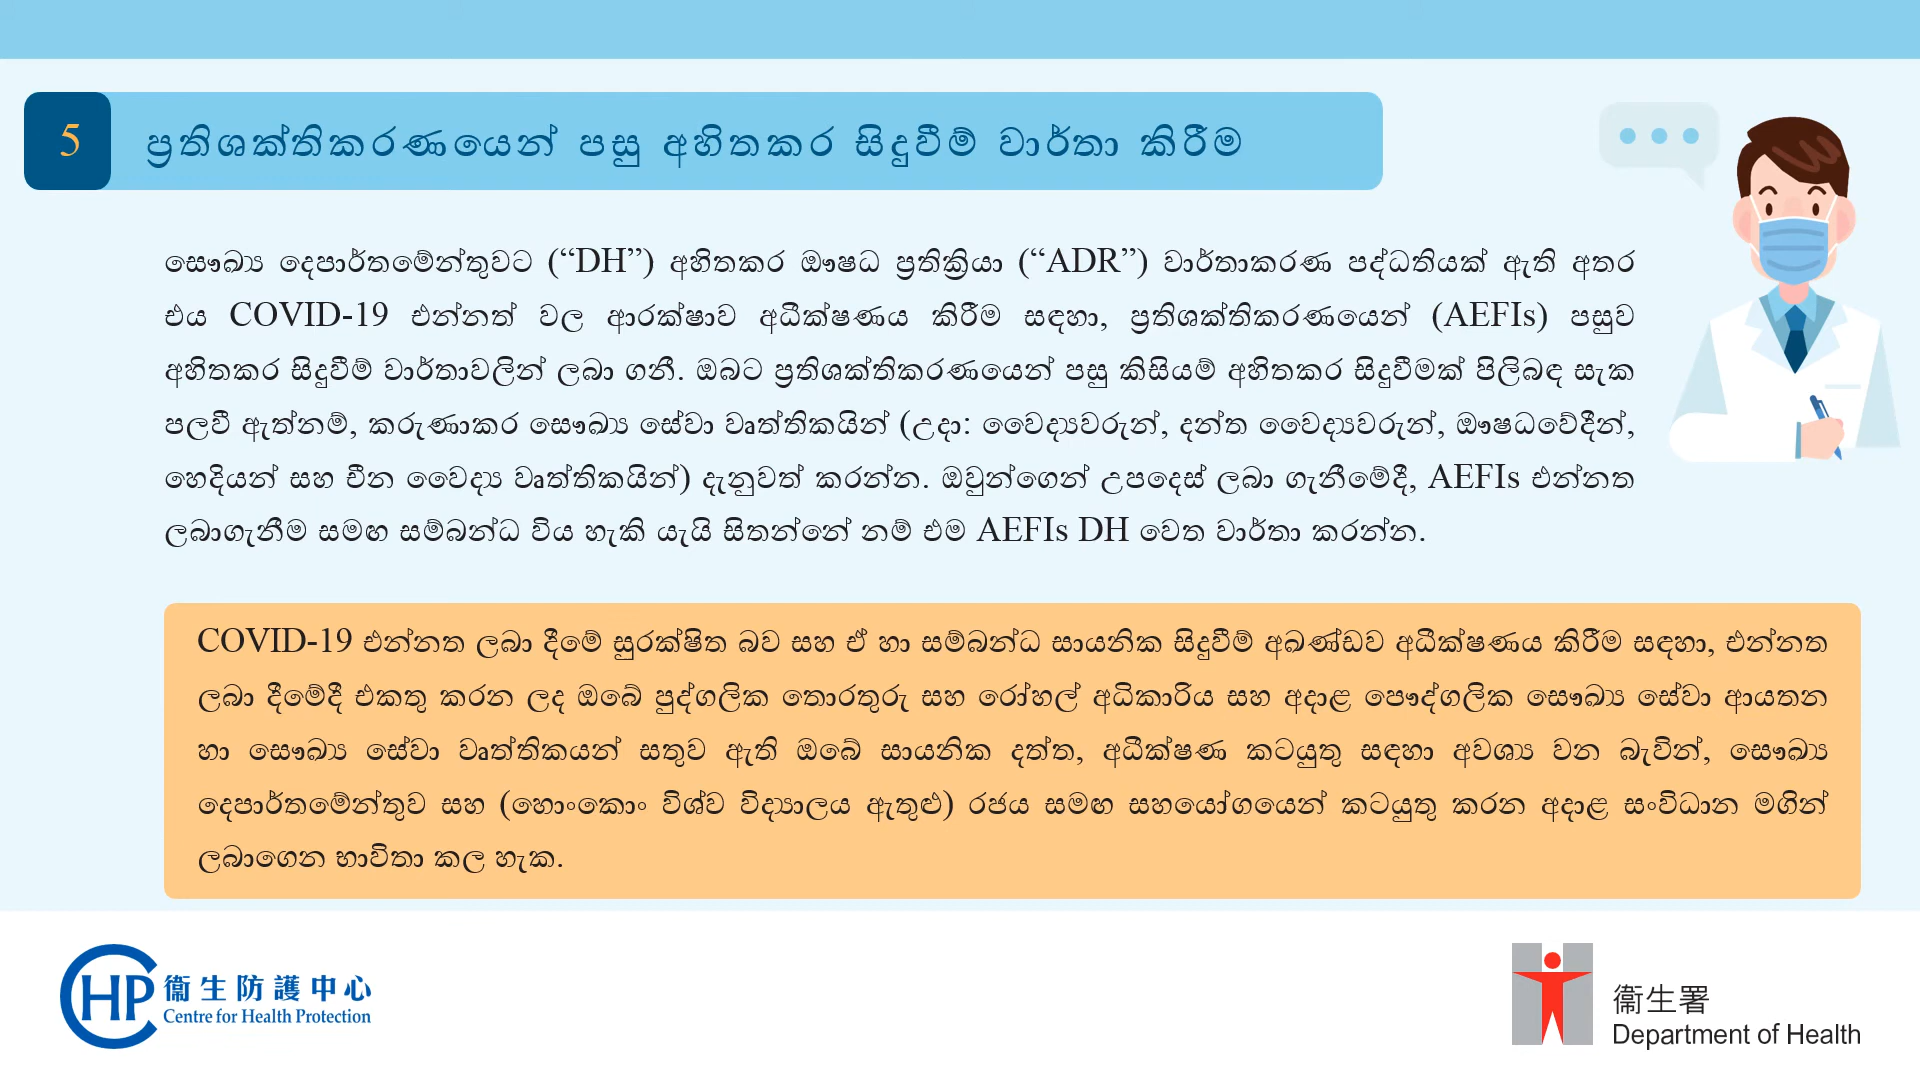 5
ප්‍රතිශක්තිකරණයෙන් පසු අහිතකර සිදුවීම් වාර්තා කිරීම
සෞඛ්‍ය දෙපාර්තමේන්තුවට (“DH”) අහිතකර ඖෂධ ප්‍රතික්‍රියා (“ADR”) වාර්තාකරණ පද්ධතියක් ඇති අතර
එය COVID-19 එන්නත් වල ආරක්ෂාව අධීක්ෂණය කිරීම සඳහා, ප්‍රතිශක්තිකරණයෙන් (AEFIs) පසුව
අහිතකර සිදුවීම් වාර්තාවලින් ලබා ගනී. ඔබට ප්‍රතිශක්තිකරණයෙන් පසු කිසියම් අහිතකර සිදුවීමක් පිලිබඳ සැක
පලවී ඇත්නම්, කරුණාකර සෞඛ්‍ය සේවා වෘත්තිකයින් (උදා: වෛද්‍යවරුන්, දන්ත වෛද්‍යවරුන්, ඖෂධවේදීන්,
හෙදියන් සහ චීන වෛද්‍ය වෘත්තිකයින්) දැනුවත් කරන්න. ඔවුන්ගෙන් උපදෙස් ලබා ගැනීමේදී, AEFIs එන්නත
ලබාගැනීම සමඟ සම්බන්ධ විය හැකි යැයි සිතන්නේ නම් එම AEFIs DH වෙත වාර්තා කරන්න.
COVID-19 එන්නත ලබා දීමේ සුරක්ෂිත බව සහ ඒ හා සම්බන්ධ සායනික සිදුවීම් අඛණ්ඩව අධීක්ෂණය කිරීම සඳහා, එන්නත
ලබා දීමේදී එකතු කරන ලද ඔබේ පුද්ගලික තොරතුරු සහ රෝහල් අධිකාරිය සහ අදාළ පෞද්ගලික සෞඛ්‍ය සේවා ආයතන
හා සෞඛ්‍ය සේවා වෘත්තිකයන් සතුව ඇති ඔබේ සායනික දත්ත, අධීක්ෂණ කටයුතු සඳහා අවශ්‍ය වන බැවින්, සෞඛ්‍ය
දෙපාර්තමේන්තුව සහ (හොංකොං විශ්ව විද්‍යාලය ඇතුළු) රජය සමඟ සහයෝගයෙන් කටයුතු කරන අදාළ සංවිධාන මගින්
ලබාගෙන භාවිතා කල හැක.
CHP 衞生防護中心
Centre for Health Protection
衞生署
Department of Health